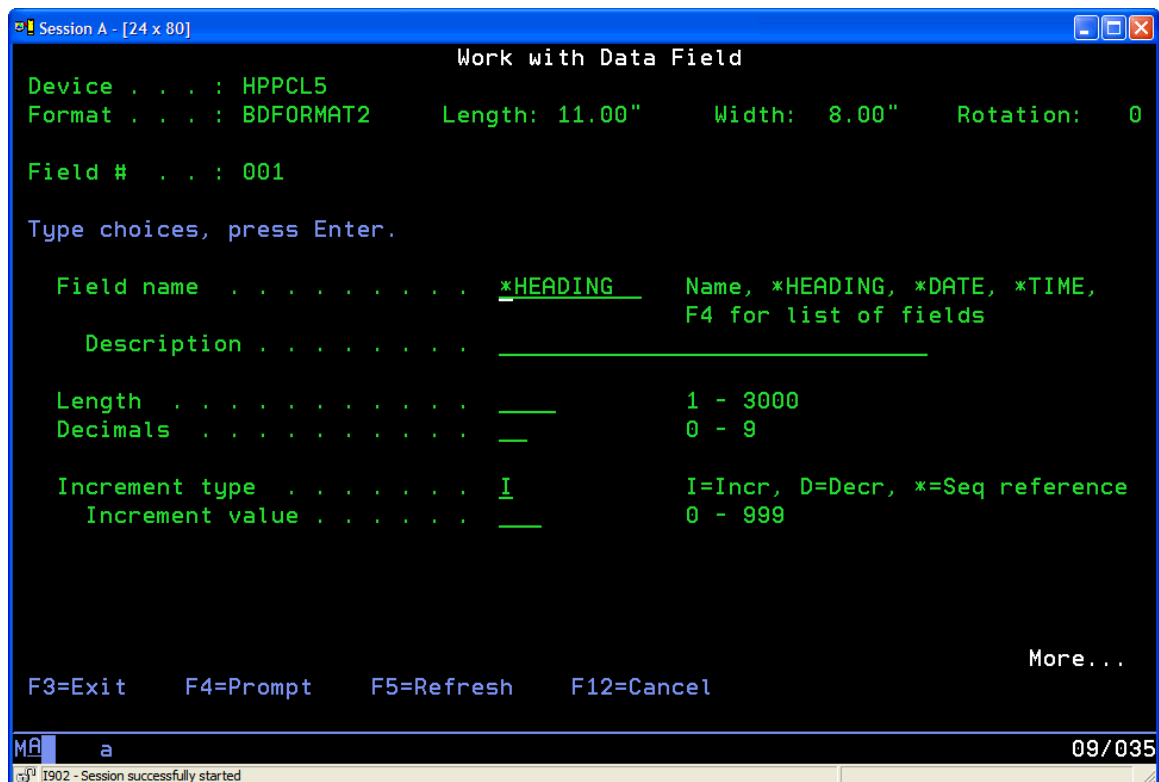 Session A - [24 x 80]
Work with Data Field
Device . . . : HPPCL5
Format . . . : BDFORMAT2 Length: 11.00" Width: 8.00" Rotation: 0
Field # . . : 001
Type choices, press Enter.
Field name . . . . . . . . . *HEADING Name, *HEADING, *DATE, *TIME,
F4 for list of fields
Description . . . . . . . .
Length . . . . . . . . . . . 1 - 3000
Decimals . . . . . . . . . . 0 - 9
Increment type . . . . . . . I I=Incr, D=Decr, *=Seq reference
Increment value . . . . . . 0 - 999
More...
F3=Exit F4=Prompt F5=Refresh F12=Cancel
MA a 09/035
I902 - Session successfully started